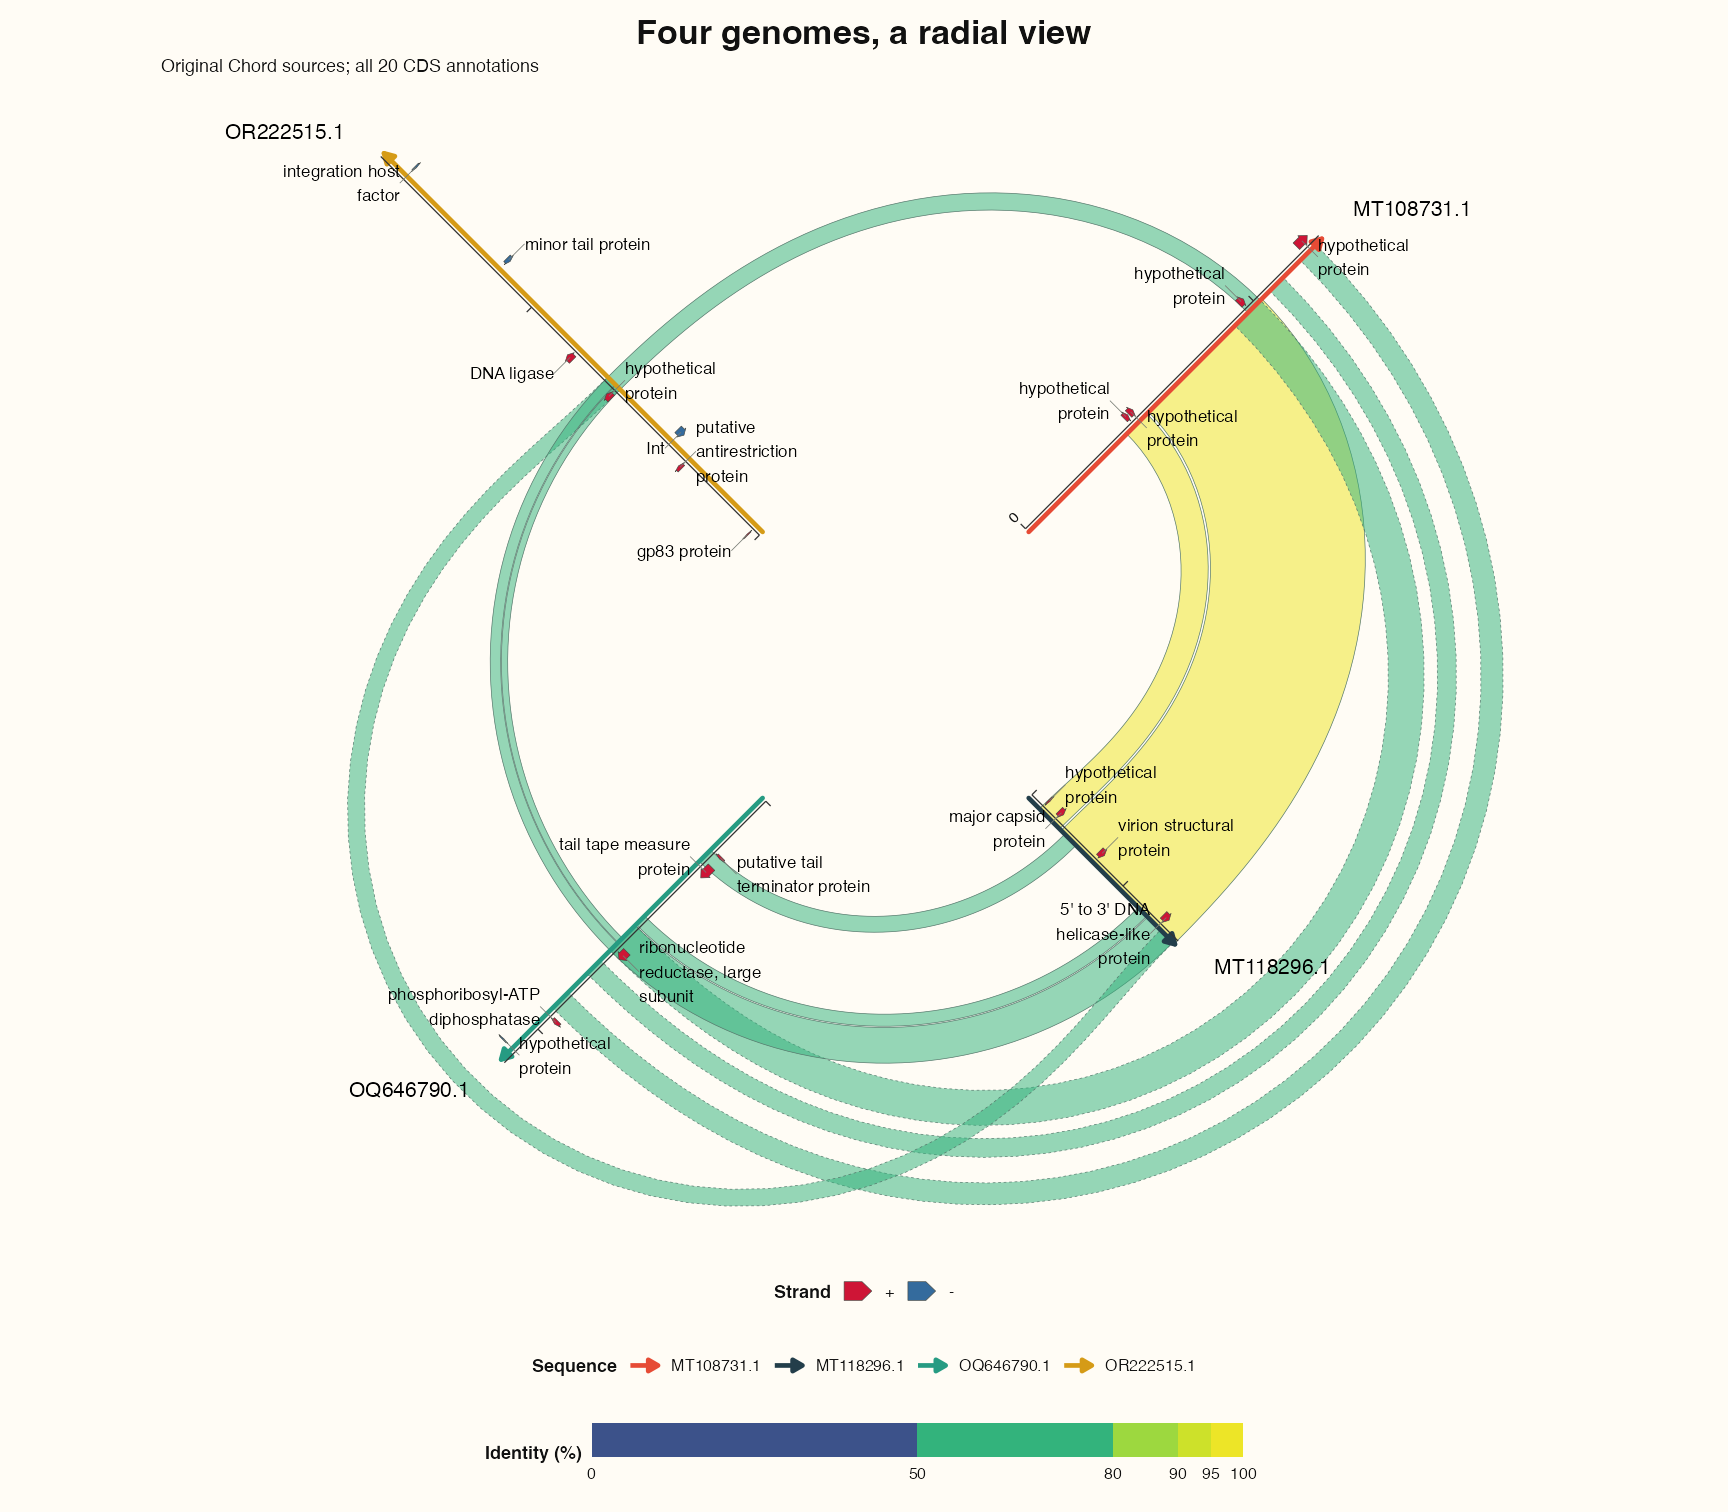 Four genomes, a radial view
Original Chord sources; all 20 CDS annotations
OR222515.1
integration host
factor
minor tail protein
DNA ligase
hypothetical
protein
Int
putative
antirestriction
protein
gp83 protein
MT108731.1
hypothetical
protein
hypothetical
protein
hypothetical
protein
hypothetical
protein
0
hypothetical
protein
major capsid
protein
virion structural
protein
5' to 3' DNA
helicase-like
protein
MT118296.1
tail tape measure
protein
putative tail
terminator protein
ribonucleotide
reductase, large
subunit
phosphoribosyl-ATP
diphosphatase
hypothetical
protein
OQ646790.1
Strand + -
Sequence MT108731.1 MT118296.1 OQ646790.1 OR222515.1
Identity (%)
0 50 80 90 95 100